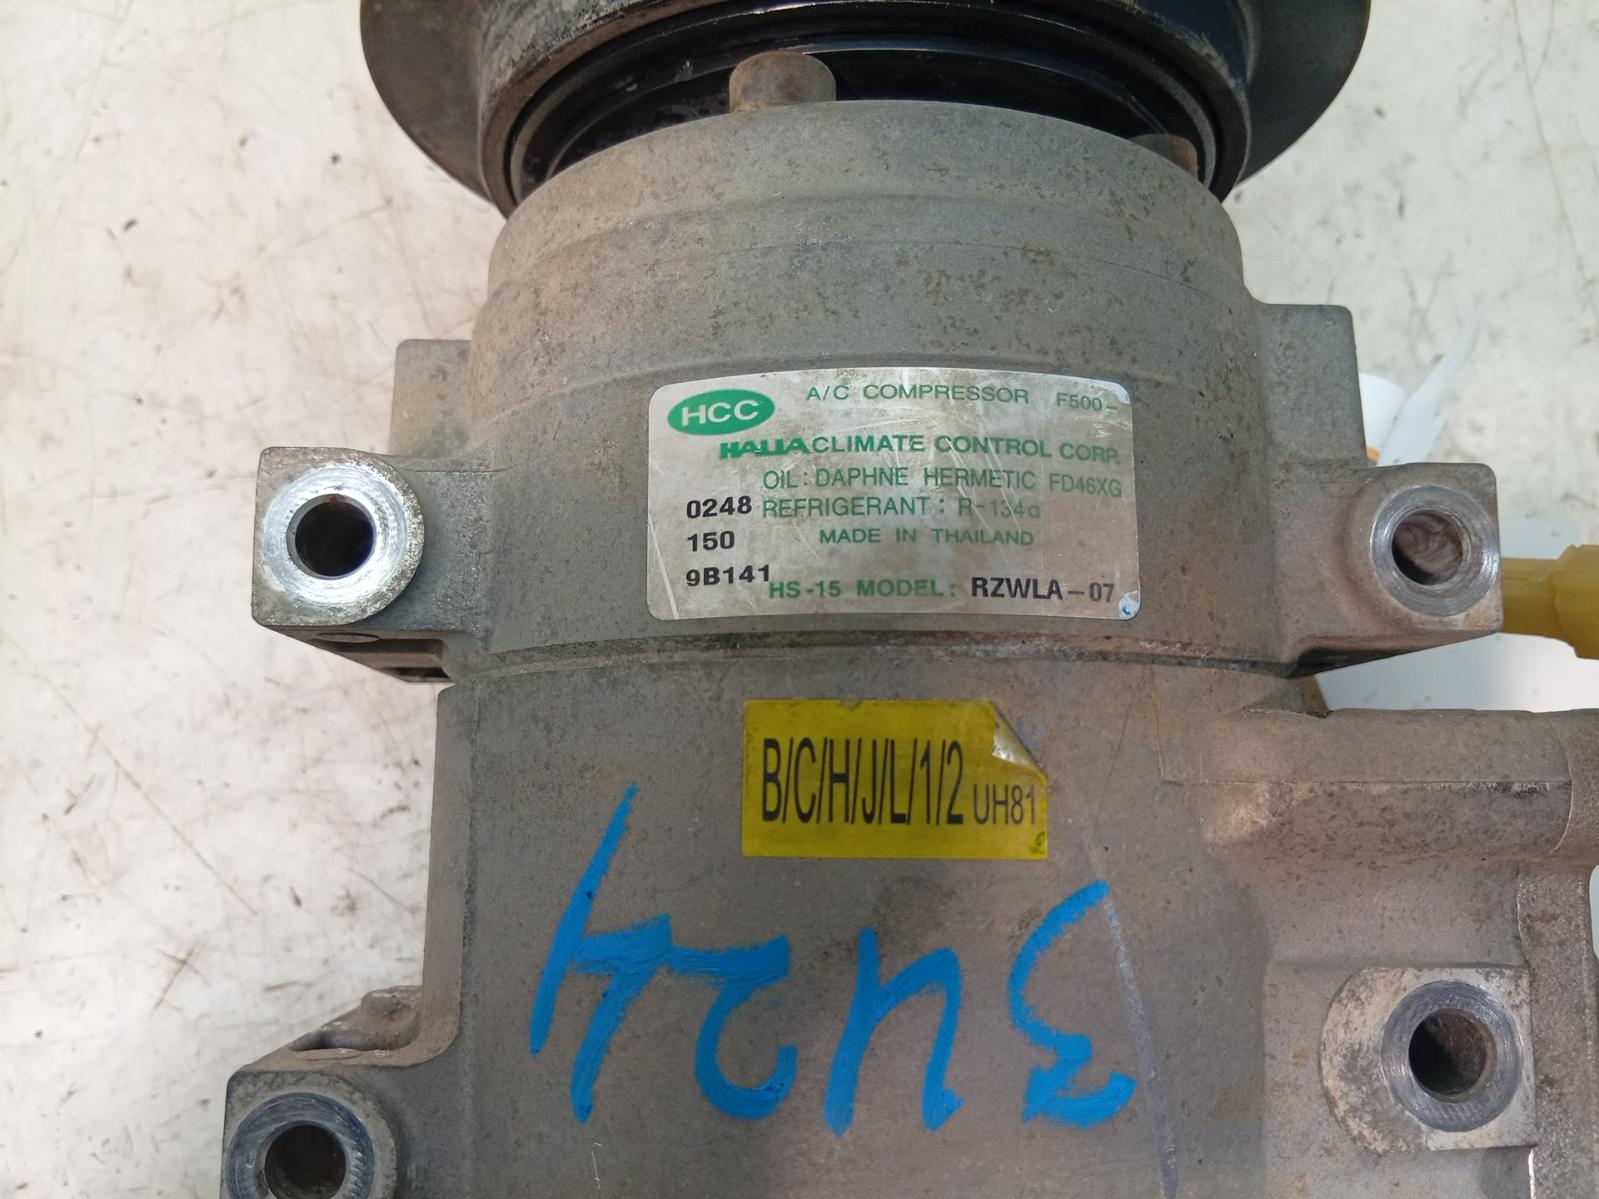 HCC
A/C COMPRESSOR F500-
HALLA CLIMATE CONTROL CORP.
OIL: DAPHNE HERMETIC FD46XG
0248 REFRIGERANT: R-134a
150 MADE IN THAILAND
9B141 HS-15 MODEL: RZWLA-07
B/C/H/J/L/1/2 UH81